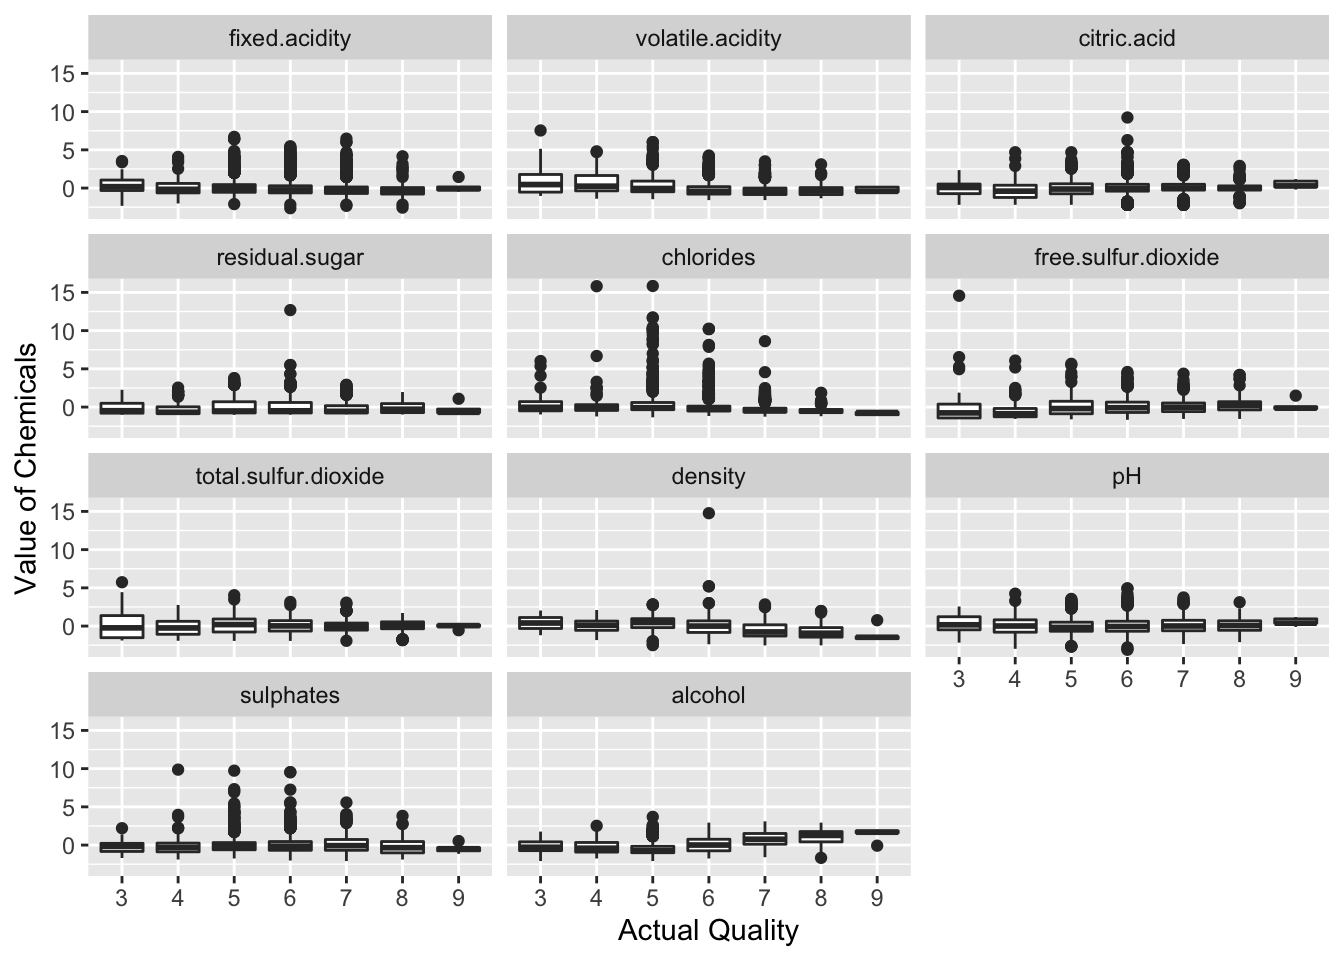 fixed.acidity volatile.acidity citric.acid
15
10
5
0
residual.sugar chlorides free.sulfur.dioxide
15
10
5
0
total.sulfur.dioxide density pH
15
10
5
0
3 4 5 6 7 8 9
sulphates alcohol
15
10
5
0
3 4 5 6 7 8 9 3 4 5 6 7 8 9
Actual Quality
Value of Chemicals